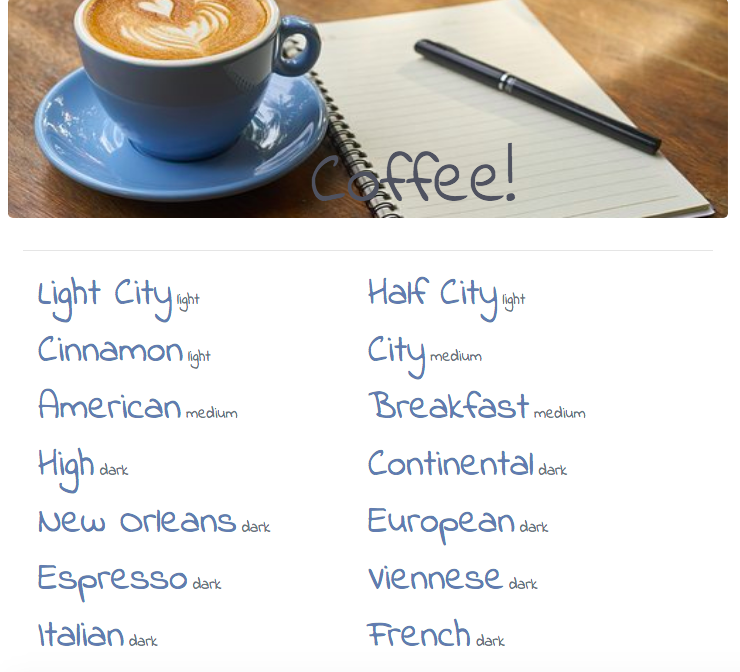 Coffee!
Light City light Half City light
Cinnamon light City medium
American medium Breakfast medium
High dark Continental dark
New Orleans dark European dark
Espresso dark Viennese dark
Italian dark French dark